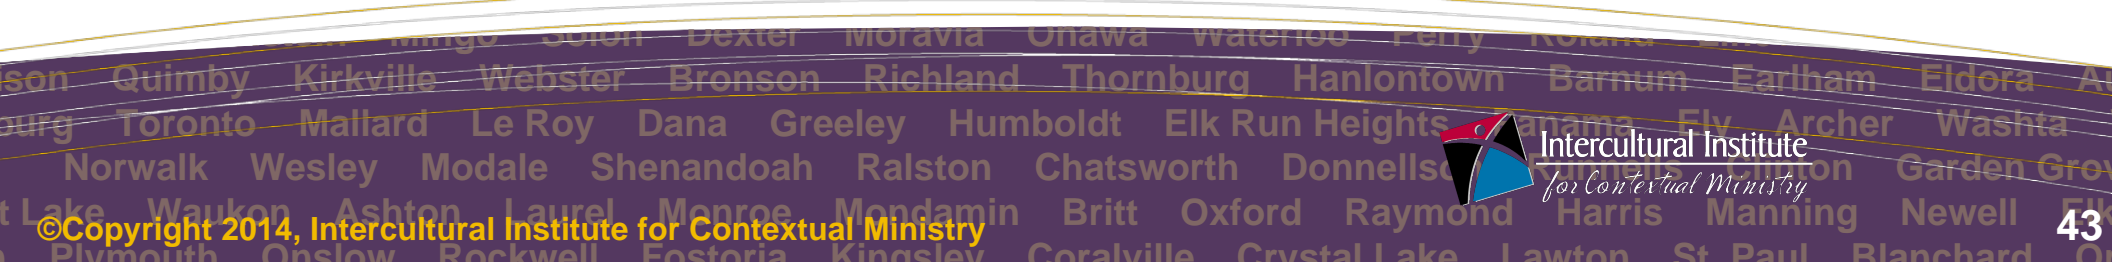 Mingo Solon Dexter Moravia Onawa Waterloo Perry Roland
Quimby Kirkville Webster Bronson Richland Thornburg Hanlontown Barnum Earlham Eldora
Toronto Mallard Le Roy Dana Greeley Humboldt Elk Run Heights Panama Ely Archer Washta
Intercultural Institute
Norwalk Wesley Modale Shenandoah Ralston Chatsworth Garden
for Contextual Ministry
Lake Waukon Ashton Laurel Monroe Mondamin Britt Oxford Raymond Harris Manning Newell
©Copyright 2014, Intercultural Institute for Contextual Ministry
43
Plymouth Onslow Rockwell Fostoria Kingsley Coralville Crystal Lake Lawton St. Paul Blanchard